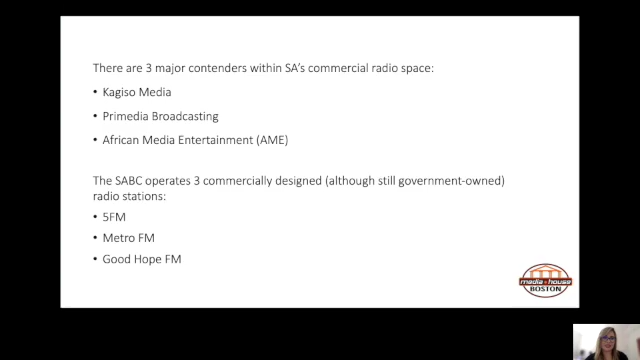 There are 3 major contenders within SA's commercial radio space:
• Kagiso Media
• Primedia Broadcasting
• African Media Entertainment (AME)
The SABC operates 3 commercially designed (although still government-owned)
radio stations:
• 5FM
• Metro FM
• Good Hope FM
media house
BOSTON